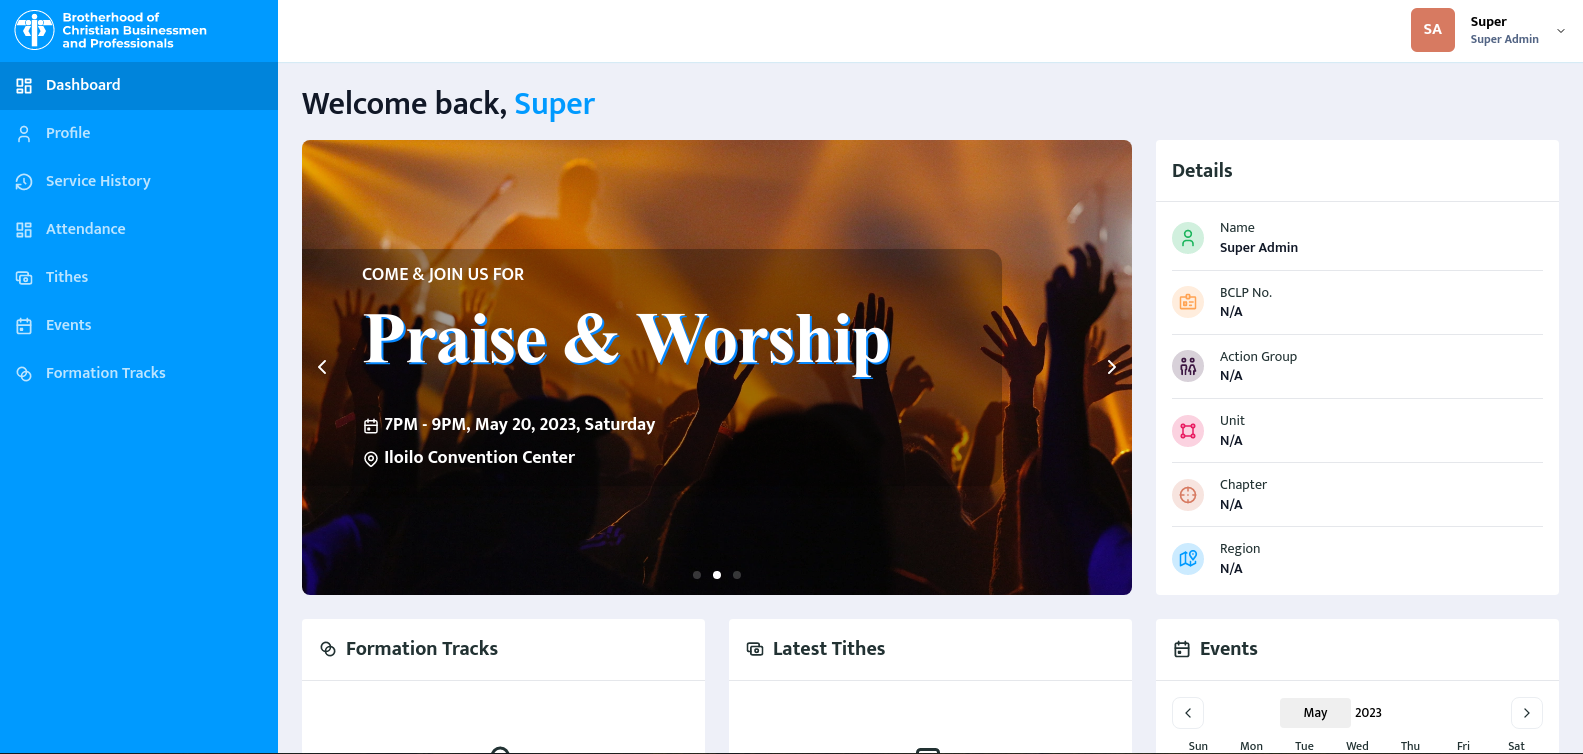 Brotherhood of
Christian Businessmen
and Professionals
SA
Super
Super Admin
Dashboard
Profile
Service History
Attendance
Tithes
Events
Formation Tracks
Welcome back, Super
COME & JOIN US FOR
Praise & Worship
7PM - 9PM, May 20, 2023, Saturday
Iloilo Convention Center
Details
Name
Super Admin
BCLP No.
N/A
Action Group
N/A
Unit
N/A
Chapter
N/A
Region
N/A
Formation Tracks
Latest Tithes
Events
May 2023
Sun Mon Tue Wed Thu Fri Sat